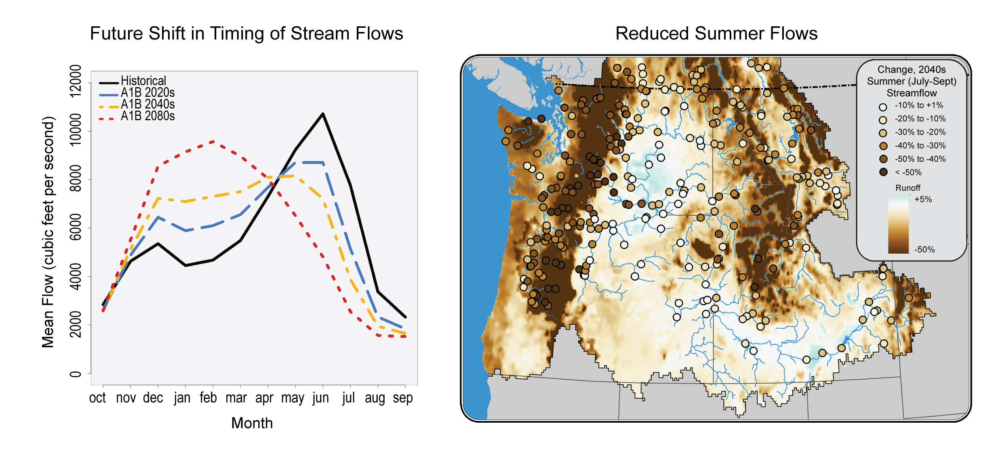 Future Shift in Timing of Stream Flows
Mean Flow (cubic feet per second)
12000
10000
8000
6000
4000
2000
0
Historical
A1B 2020s
A1B 2040s
A1B 2080s
oct nov dec jan feb mar apr may jun jul aug sep
Month
Reduced Summer Flows
Change, 2040s
Summer (July-Sept)
Streamflow
-10% to +1%
-20% to -10%
-30% to -20%
-40% to -30%
-50% to -40%
< -50%
Runoff
+5%
-50%